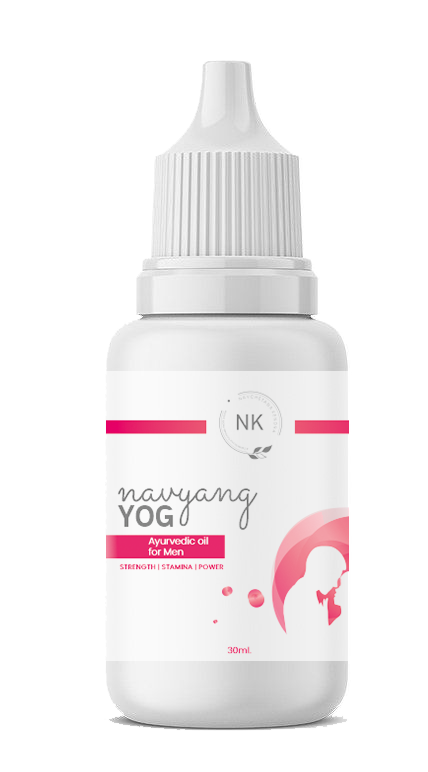 NK
navyang
YOG
Ayurvedic oil
for Men
STRENGTH | STAMINA | POWER
30ml.